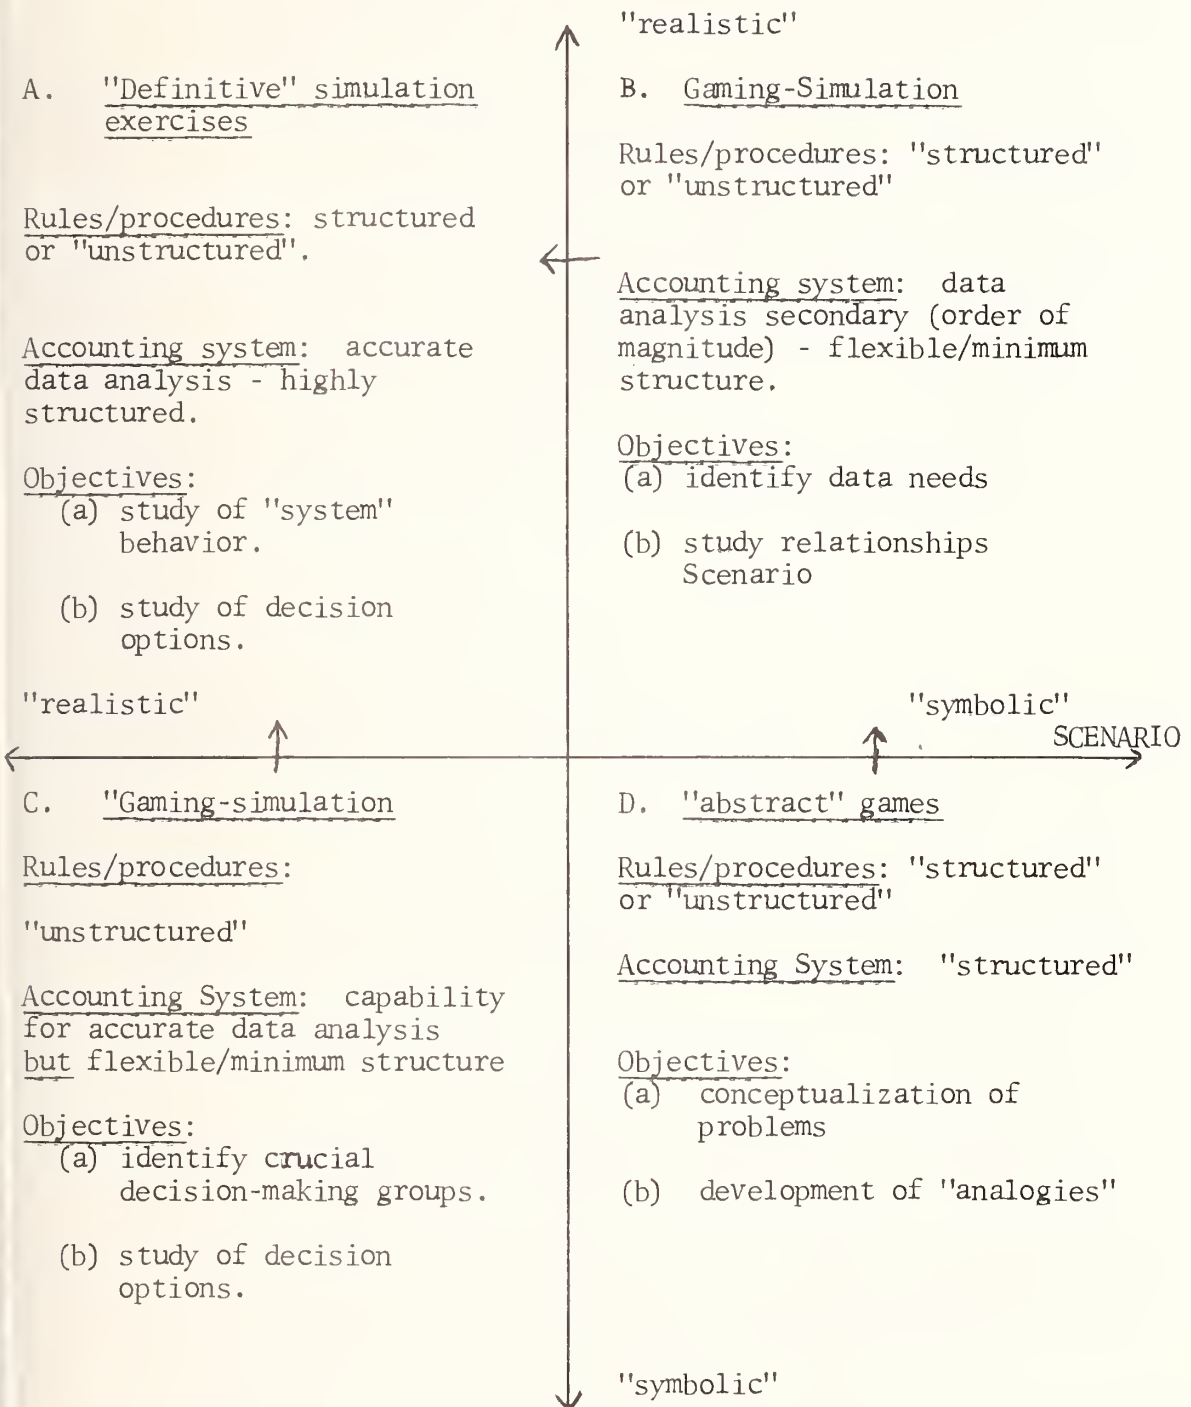 "realistic"
A. "Definitive" simulation
exercises
Rules/procedures: structured
or "unstructured".
Accounting system: accurate
data analysis - highly
structured.
Objectives:
(a) study of "system"
behavior.
(b) study of decision
options.
B. Gaming-Simulation
Rules/procedures: "structured"
or "unstructured"
Accounting system: data
analysis secondary (order of
magnitude) - flexible/minimum
structure.
Objectives:
(a) identify data needs
(b) study relationships
Scenario
"realistic"
"symbolic"
SCENARIO
C. "Gaming-simulation
Rules/procedures:
"unstructured"
Accounting System: capability
for accurate data analysis
but flexible/minimum structure
Objectives:
(a) identify crucial
decision-making groups.
(b) study of decision
options.
D. "abstract" games
Rules/procedures: "structured"
or "unstructured"
Accounting System: "structured"
Objectives:
(a) conceptualization of
problems
(b) development of "analogies"
"symbolic"